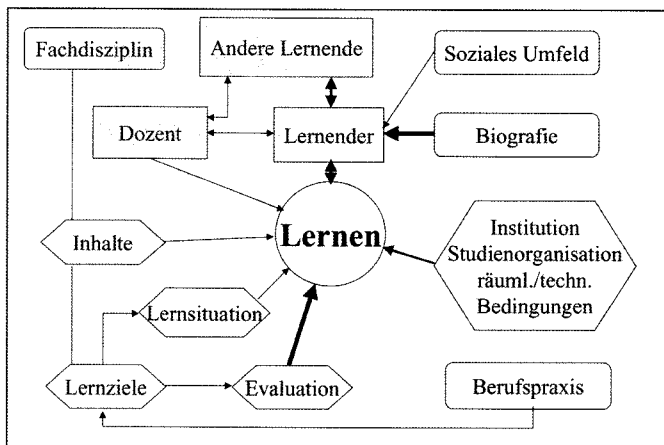 Fachdisziplin
Andere Lernende
Soziales Umfeld
Dozent
Lernender
Biografie
Lernen
Inhalte
Institution
Studienorganisation
räuml./techn.
Bedingungen
Lernsituation
Lernziele
Evaluation
Berufspraxis